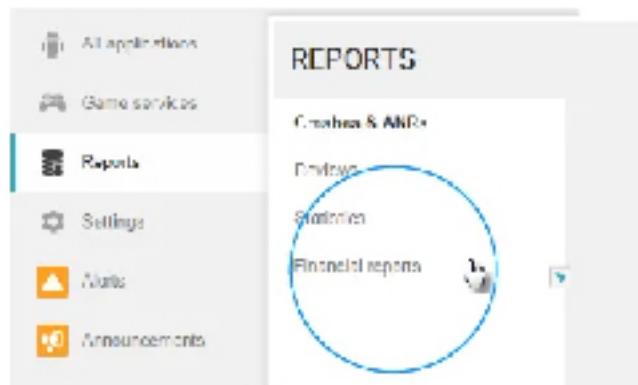 All applications
Game services
Reports
Settings
Alerts
Announcements
REPORTS
Crashes & ANRs
Reviews
Statistics
Financial reports